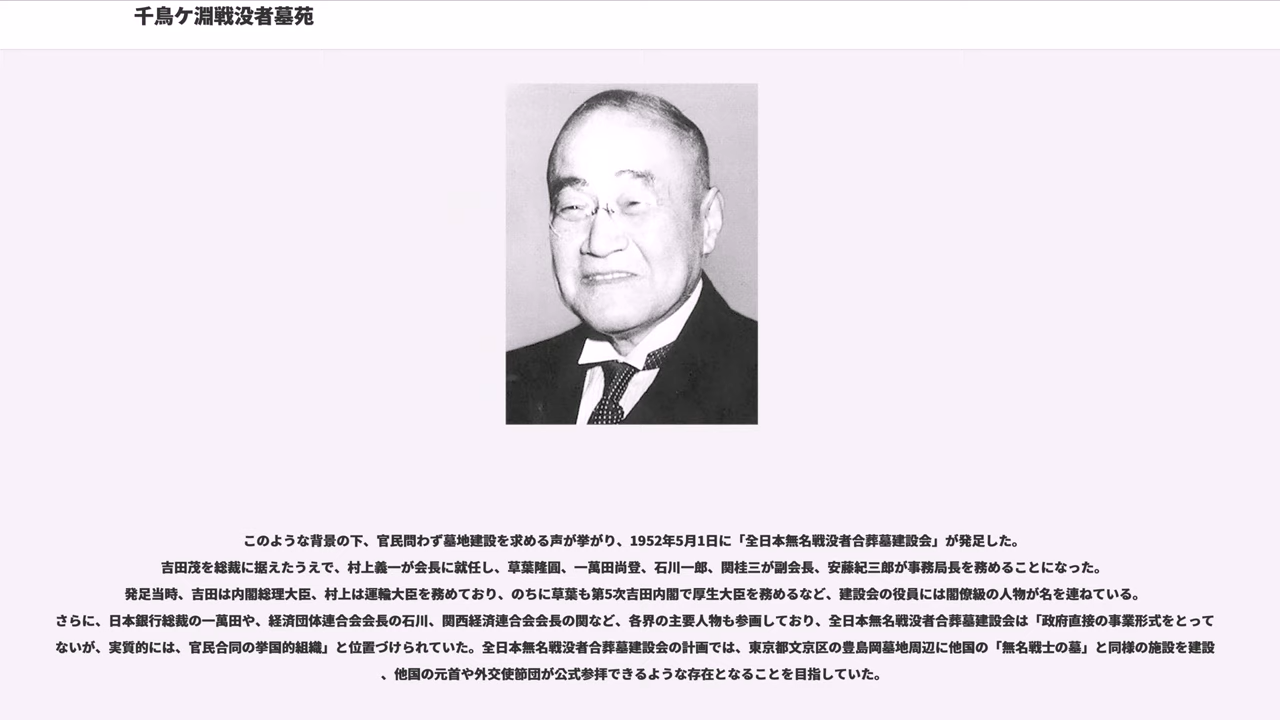 千鳥ケ淵戦没者墓苑
このような背景の下、官民問わず墓地建設を求める声が挙がり、1952年5月1日に「全日本無名戦没者合葬墓建設会」が発足した。
吉田茂を総裁に据えたうえで、村上義一が会長に就任し、草葉隆圓、一萬田尚登、石川一郎、関桂三が副会長、安藤紀三郎が事務局長を務めることになった。
発足当時、吉田は内閣総理大臣、村上は運輸大臣を務めており、のちに草葉も第5次吉田内閣で厚生大臣を務めるなど、建設会の役員には閣僚級の人物が名を連ねている。
さらに、日本銀行総裁の一萬田や、経済団体連合会会長の石川、関西経済連合会会長の関など、各界の主要人物も参画しており、全日本無名戦没者合葬墓建設会は「政府直接の事業形式をとって
ないが、実質的には、官民合同の挙国的組織」と位置づけられていた。全日本無名戦没者合葬墓建設会の計画では、東京都文京区の豊島岡墓地周辺に他国の「無名戦士の墓」と同様の施設を建設
、他国の元首や外交使節団が公式参拝できるような存在となることを目指していた。